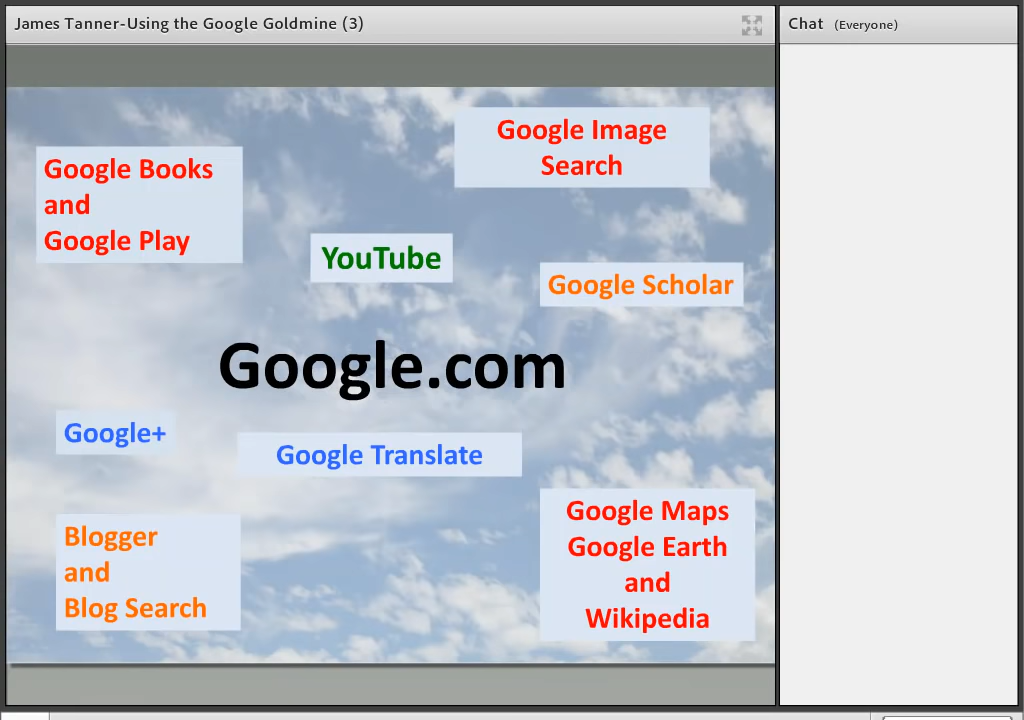 James Tanner-Using the Google Goldmine (3)
Chat (Everyone)
Google Image
Search
Google Books
and
Google Play
YouTube
Google Scholar
Google.com
Google+
Google Translate
Google Maps
Google Earth
and
Wikipedia
Blogger
and
Blog Search